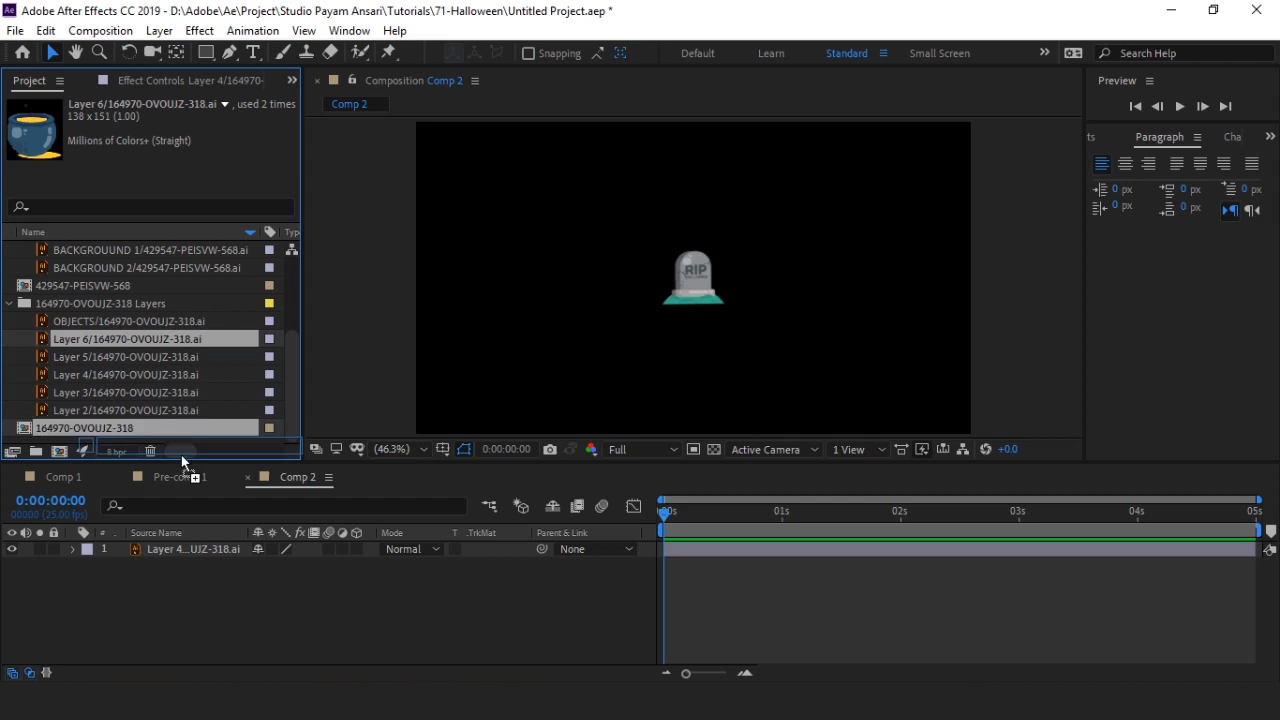 Adobe After Effects CC 2019 - D:\Adobe\Ae\Project\Studio Payam Ansari\Tutorials\71-Halloween\Untitled Project.aep *
File Edit Composition Layer Effect Animation View Window Help
Snapping Default Learn Standard Small Screen Search Help
Project Effect Controls Layer 4/164970- Composition Comp 2 Preview
Layer 6/164970-OVOUJZ-318.ai , used 2 times
138 x 151 (1.00)
Comp 2
Millions of Colors+ (Straight)
ts Paragraph Cha
0 px 0 px 0 px
0 px 0 px
Name Typ
BACKGROUUND 1/429547-PEISVW-568.ai
BACKGROUND 2/429547-PEISVW-568.ai
429547-PEISVW-568
164970-OVOUJZ-318 Layers
OBJECTS/164970-OVOUJZ-318.ai
Layer 6/164970-OVOUJZ-318.ai
Layer 5/164970-OVOUJZ-318.ai
Layer 4/164970-OVOUJZ-318.ai
Layer 3/164970-OVOUJZ-318.ai
Layer 2/164970-OVOUJZ-318.ai
164970-OVOUJZ-318
RIP
8 bpc (46.3%) 0:00:00:00 Full Active Camera 1 View +0.0
Comp 1 Comp 2
0:00:00:00
00000 (25.00 fps)
02s 03s 04s 05s
# Source Name Mode T .TrkMat Parent & Link
1 Layer 4...UJZ-318.ai Normal None